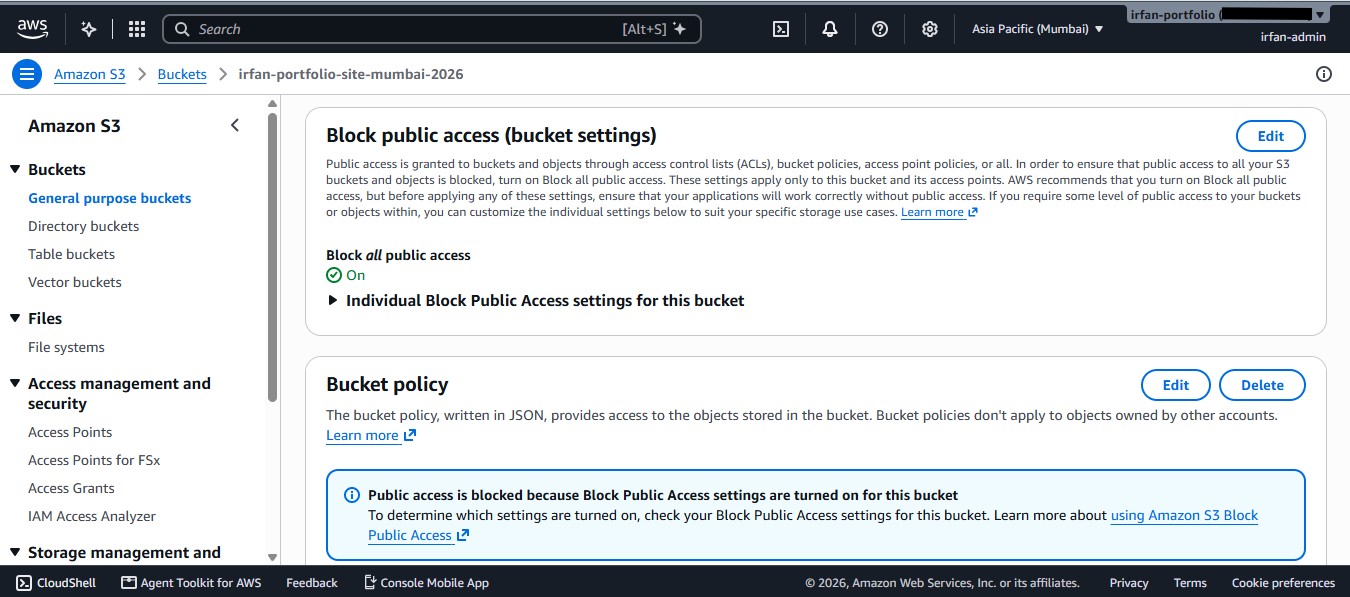 aws
Search
[Alt+S]
Asia Pacific (Mumbai)
irfan-portfolio (
irfan-admin
Amazon S3
Buckets
irfan-portfolio-site-mumbai-2026
Amazon S3
Buckets
General purpose buckets
Directory buckets
Table buckets
Vector buckets
Files
File systems
Access management and
security
Access Points
Access Points for FSx
Access Grants
IAM Access Analyzer
Storage management and
Block public access (bucket settings)
Edit
Public access is granted to buckets and objects through access control lists (ACLs), bucket policies, access point policies, or all. In order to ensure that public access to all your S3
buckets and objects is blocked, turn on Block all public access. These settings apply only to this bucket and its access points. AWS recommends that you turn on Block all public
access, but before applying any of these settings, ensure that your applications will work correctly without public access. If you require some level of public access to your buckets
or objects within, you can customize the individual settings below to suit your specific storage use cases. Learn more
Block all public access
On
Individual Block Public Access settings for this bucket
Bucket policy
Edit
Delete
The bucket policy, written in JSON, provides access to the objects stored in the bucket. Bucket policies don't apply to objects owned by other accounts.
Learn more
Public access is blocked because Block Public Access settings are turned on for this bucket
To determine which settings are turned on, check your Block Public Access settings for this bucket. Learn more about using Amazon S3 Block
Public Access
CloudShell
Agent Toolkit for AWS
Feedback
Console Mobile App
© 2026, Amazon Web Services, Inc. or its affiliates.
Privacy
Terms
Cookie preferences